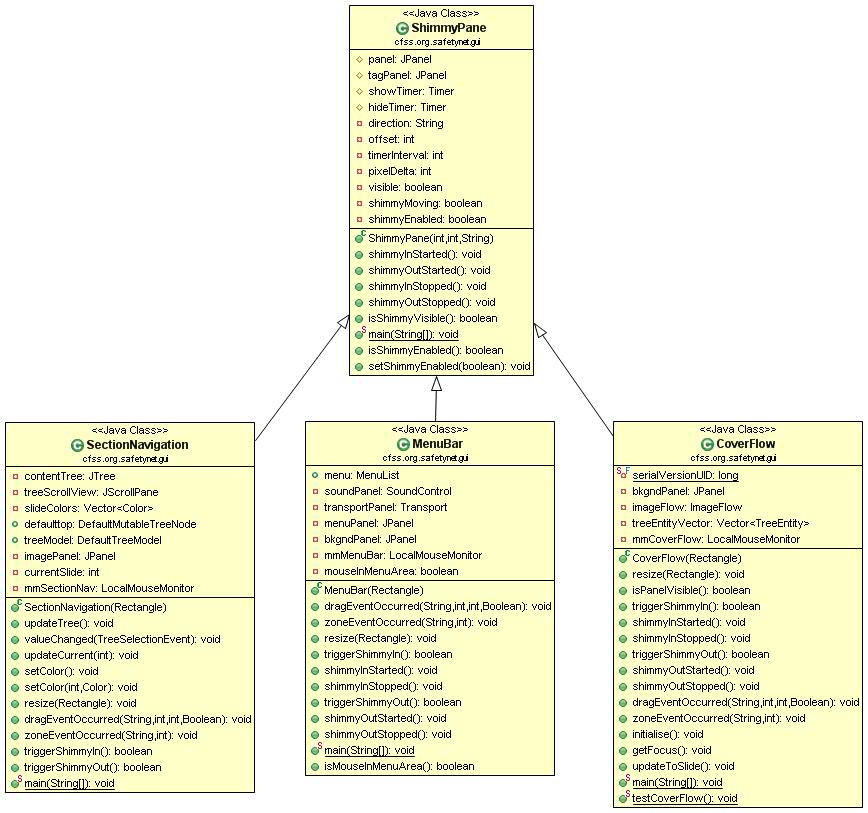 <<Java Class>>
ShimmyPane
cfss.org.safetynet.gui
panel: JPanel
tagPanel: JPanel
showTimer: Timer
hideTimer: Timer
direction: String
offset: int
timerInterval: int
pixelDelta: int
visible: boolean
shimmyMoving: boolean
shimmyEnabled: boolean
C ShimmyPane(int,int,String)
shimmyInStarted(): void
shimmyOutStarted(): void
shimmyInStopped(): void
shimmyOutStopped(): void
isShimmyVisible(): boolean
S main(String[]): void
isShimmyEnabled(): boolean
setShimmyEnabled(boolean): void
<<Java Class>>
SectionNavigation
cfss.org.safetynet.gui
contentTree: JTree
treeScrollView: JScrollPane
slideColors: Vector<Color>
defaulttop: DefaultMutableTreeNode
treeModel: DefaultTreeModel
imagePanel: JPanel
currentSlide: int
mmSectionNav: LocalMouseMonitor
C SectionNavigation(Rectangle)
updateTree(): void
valueChanged(TreeSelectionEvent): void
updateCurrent(int): void
setColor(): void
setColor(int,Color): void
resize(Rectangle): void
dragEventOccurred(String,int,int,Boolean): void
zoneEventOccurred(String,int): void
triggerShimmyIn(): boolean
triggerShimmyOut(): boolean
S main(String[]): void
<<Java Class>>
MenuBar
cfss.org.safetynet.gui
menu: MenuList
soundPanel: SoundControl
transportPanel: Transport
menuPanel: JPanel
bkgndPanel: JPanel
mmMenuBar: LocalMouseMonitor
mouseInMenuArea: boolean
C MenuBar(Rectangle)
dragEventOccurred(String,int,int,Boolean): void
zoneEventOccurred(String,int): void
resize(Rectangle): void
triggerShimmyIn(): boolean
shimmyInStarted(): void
shimmyInStopped(): void
triggerShimmyOut(): boolean
shimmyOutStarted(): void
shimmyOutStopped(): void
S main(String[]): void
isMouseInMenuArea(): boolean
<<Java Class>>
CoverFlow
cfss.org.safetynet.gui
S F serialVersionUID: long
bkgndPanel: JPanel
imageFlow: ImageFlow
treeEntityVector: Vector<TreeEntity>
mmCoverFlow: LocalMouseMonitor
C CoverFlow(Rectangle)
resize(Rectangle): void
isPanelVisible(): boolean
triggerShimmyIn(): boolean
shimmyInStarted(): void
shimmyInStopped(): void
triggerShimmyOut(): boolean
shimmyOutStarted(): void
shimmyOutStopped(): void
dragEventOccurred(String,int,int,Boolean): void
zoneEventOccurred(String,int): void
initialise(): void
getFocus(): void
updateToSlide(): void
S main(String[]): void
S testCoverFlow(): void